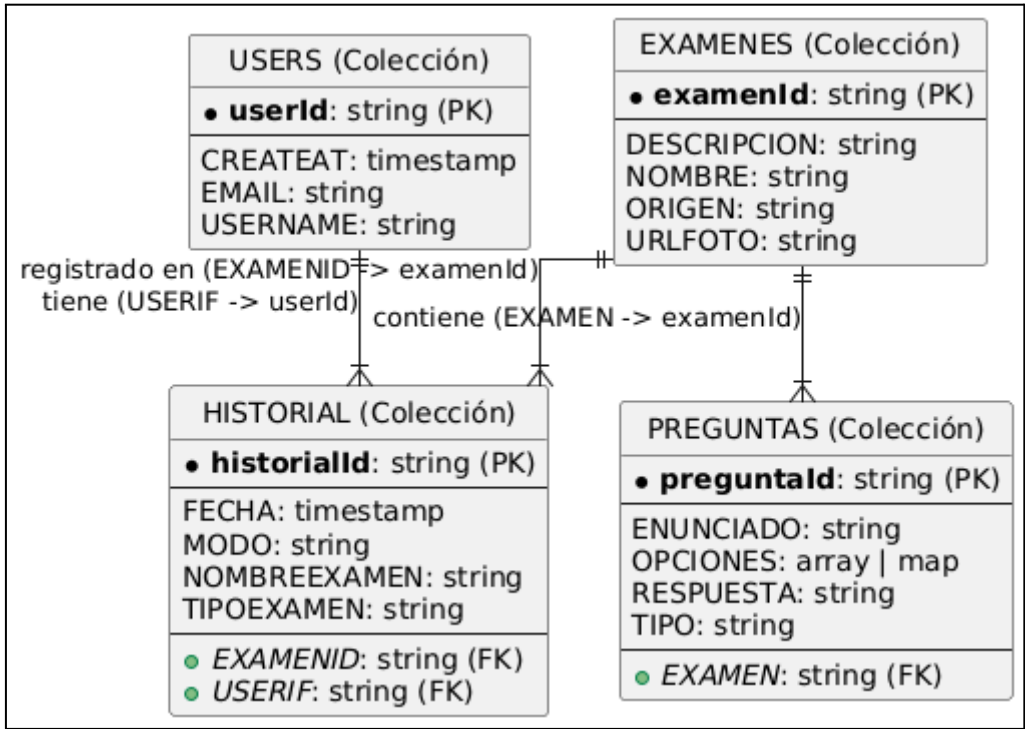 USERS (Colección)
• userId: string (PK)
CREATEAT: timestamp
EMAIL: string
USERNAME: string
EXAMENES (Colección)
• examenId: string (PK)
DESCRIPCION: string
NOMBRE: string
ORIGEN: string
URLFOTO: string
registrado en (EXAMENID -> examenId)
tiene (USERIF -> userId)
contiene (EXAMEN -> examenId)
HISTORIAL (Colección)
• historialId: string (PK)
FECHA: timestamp
MODO: string
NOMBREEXAMEN: string
TIPOEXAMEN: string
• EXAMENID: string (FK)
• USERIF: string (FK)
PREGUNTAS (Colección)
• preguntaId: string (PK)
ENUNCIADO: string
OPCIONES: array | map
RESPUESTA: string
TIPO: string
• EXAMEN: string (FK)